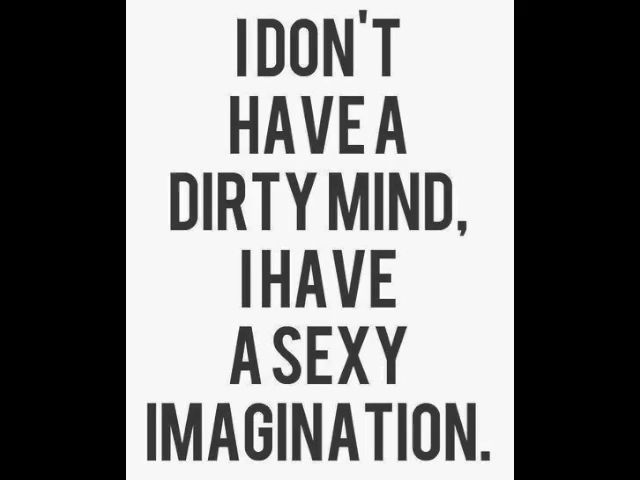 I DON'T
HAVE A
DIRTY MIND,
I HAVE
A SEXY
IMAGINATION.